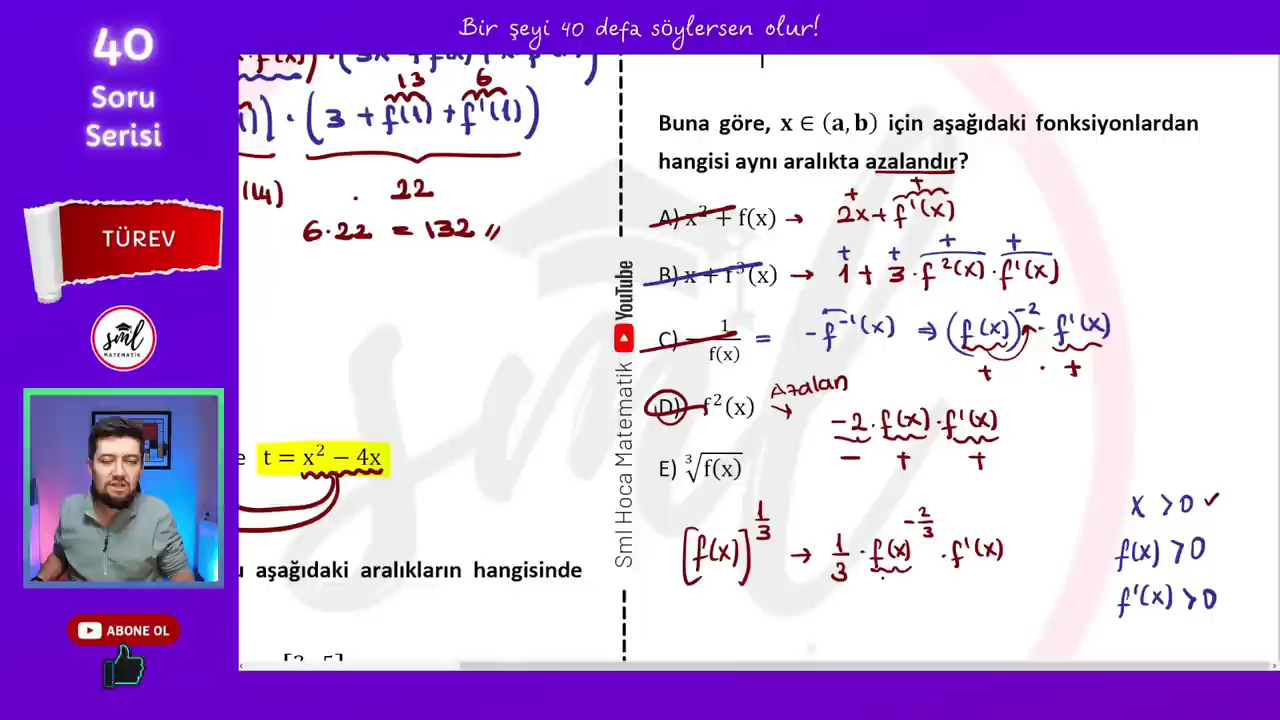 Bir şeyi 40 defa söylersen olur!
40
Soru
Serisi
TÜREV
sml
MATEMATİK
ABONE OL
13 6
· (3 + f(1) + f'(1))
(14) · 22
6·22 = 132 //
t = x² − 4x
aşağıdaki aralıkların hangisinde
Sml Hoca Matematik YouTube
Buna göre, x ∈ (a, b) için aşağıdaki fonksiyonlardan
hangisi aynı aralıkta azalandır?
+ +
A) x² + f(x) → 2x + f'(x)
+ + + +
B) x + f³(x) → 1 + 3 · f²(x) · f'(x)
C) − 1/f(x) = −f⁻¹(x) ⇒ (f(x))⁻² · f'(x)
+ · +
Azalan
D) − f²(x) → −2 · f(x) · f'(x)
− + +
E) ∛f(x)
[f(x)]^1/3 → 1/3 · f(x)^−2/3 · f'(x)
x > 0 ✓
f(x) > 0
f'(x) > 0